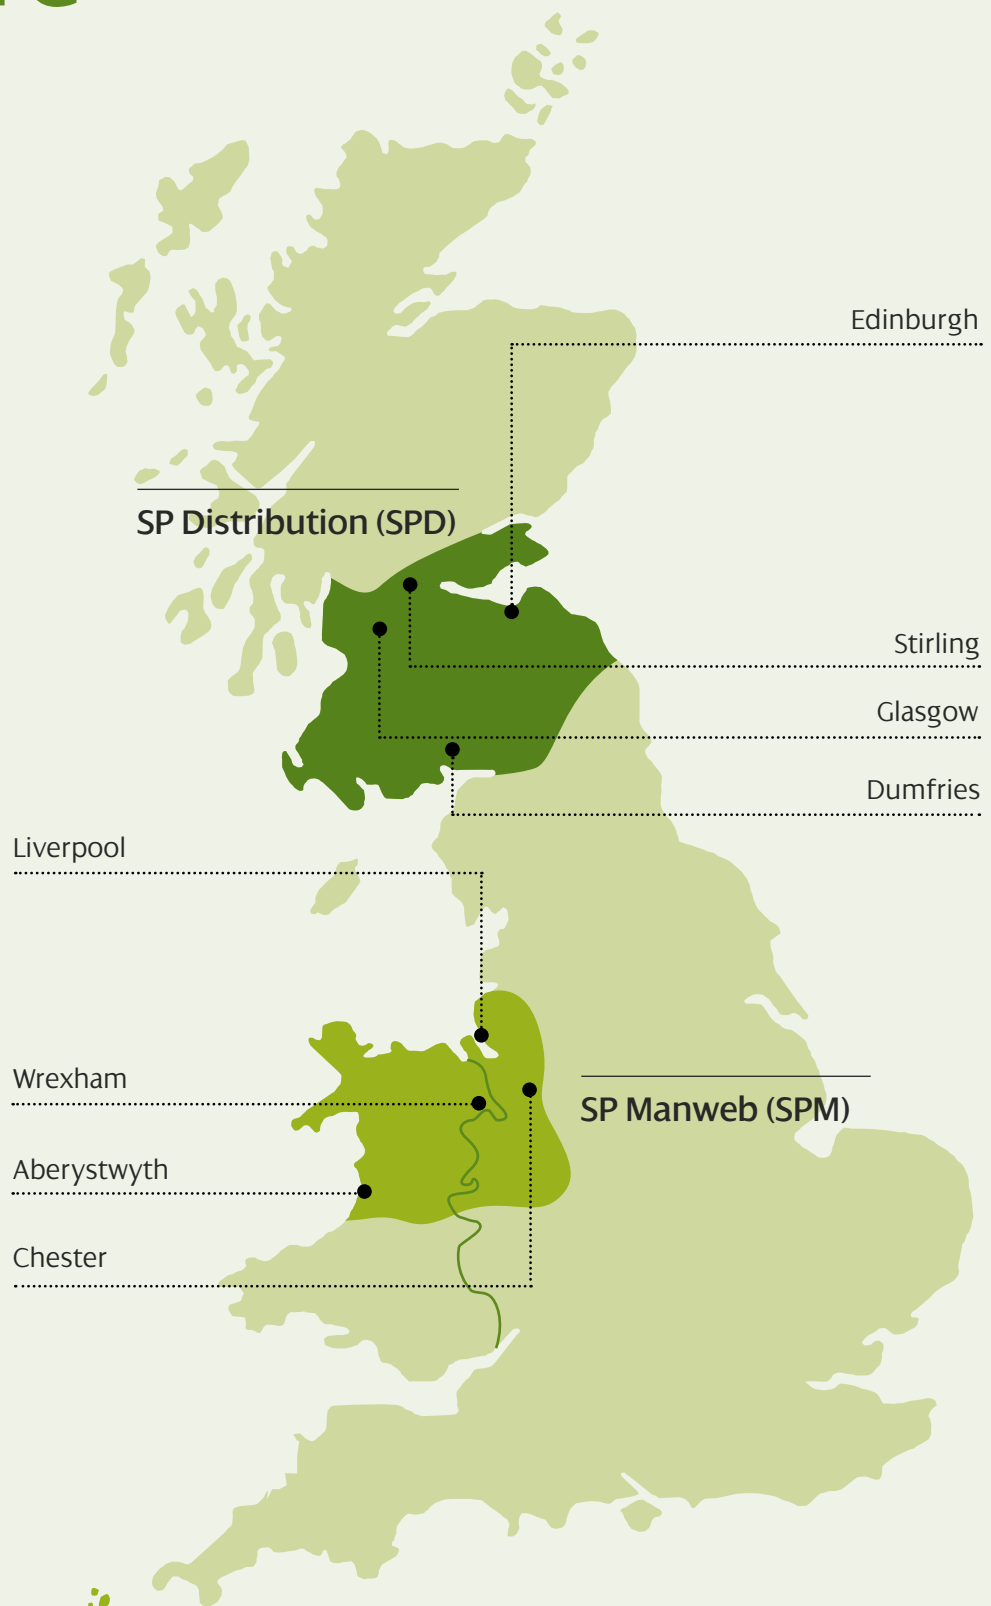 Edinburgh
SP Distribution (SPD)
Stirling
Glasgow
Dumfries
Liverpool
Wrexham
SP Manweb (SPM)
Aberystwyth
Chester